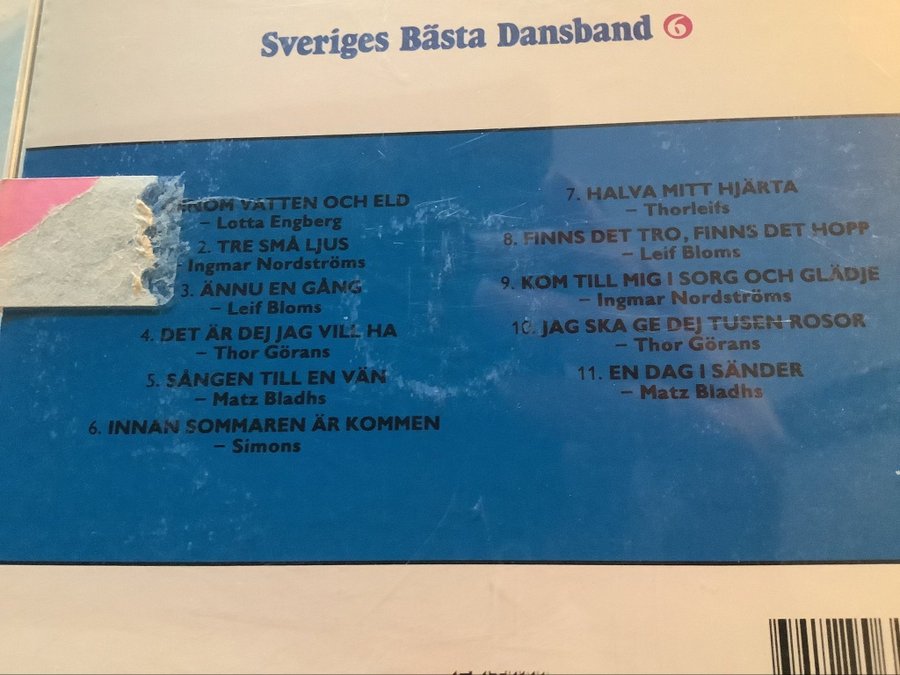 Sveriges Bästa Dansband 6
VATTEN OCH ELD
– Lotta Engberg
2. TRE SMÅ LJUS
Ingmar Nordströms
3. ÄNNU EN GÅNG
– Leif Bloms
4. DET ÄR DEJ JAG VILL HA
– Thor Görans
5. SÅNGEN TILL EN VÄN
– Matz Bladhs
6. INNAN SOMMAREN ÄR KOMMEN
– Simons
7. HALVA MITT HJÄRTA
– Thorleifs
8. FINNS DET TRO, FINNS DET HOPP
– Leif Bloms
9. KOM TILL MIG I SORG OCH GLÄDJE
– Ingmar Nordströms
10. JAG SKA GE DEJ TUSEN ROSOR
– Thor Görans
11. EN DAG I SÄNDER
– Matz Bladhs